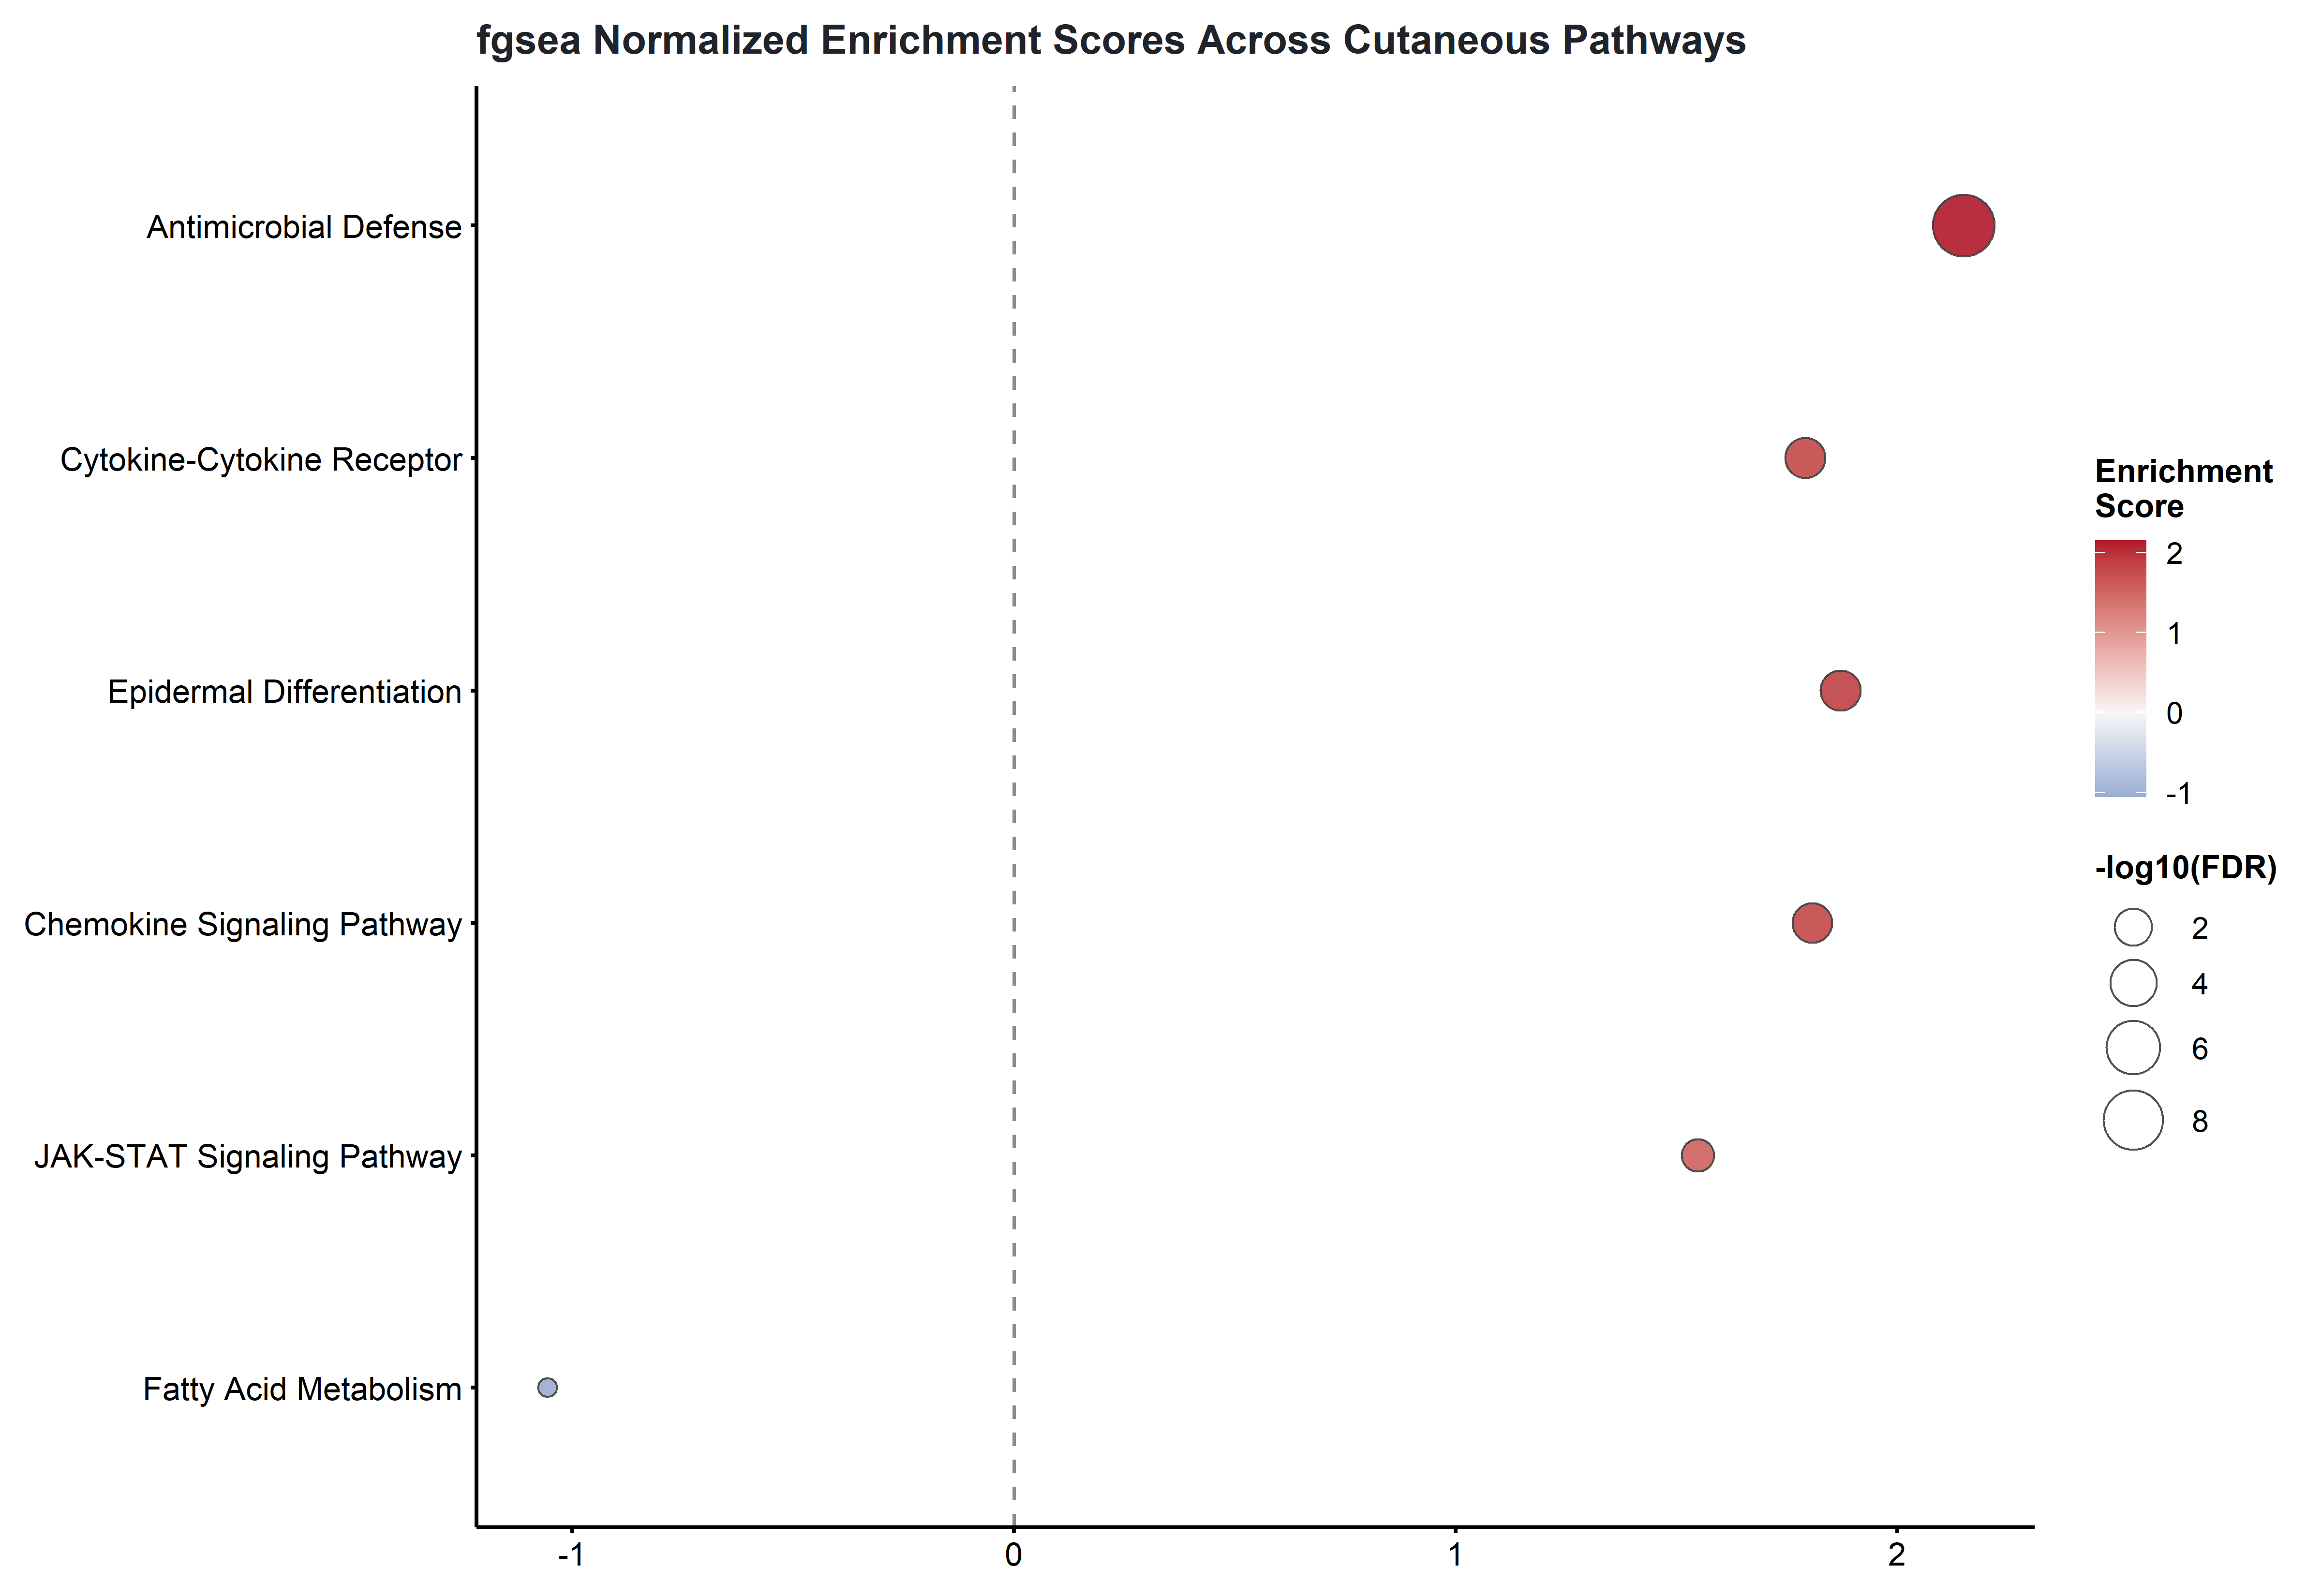 fgsea Normalized Enrichment Scores Across Cutaneous Pathways
Antimicrobial Defense
Cytokine-Cytokine Receptor
Epidermal Differentiation
Chemokine Signaling Pathway
JAK-STAT Signaling Pathway
Fatty Acid Metabolism
-1
0
1
2
Enrichment
Score
2
1
0
-1
-log10(FDR)
2
4
6
8